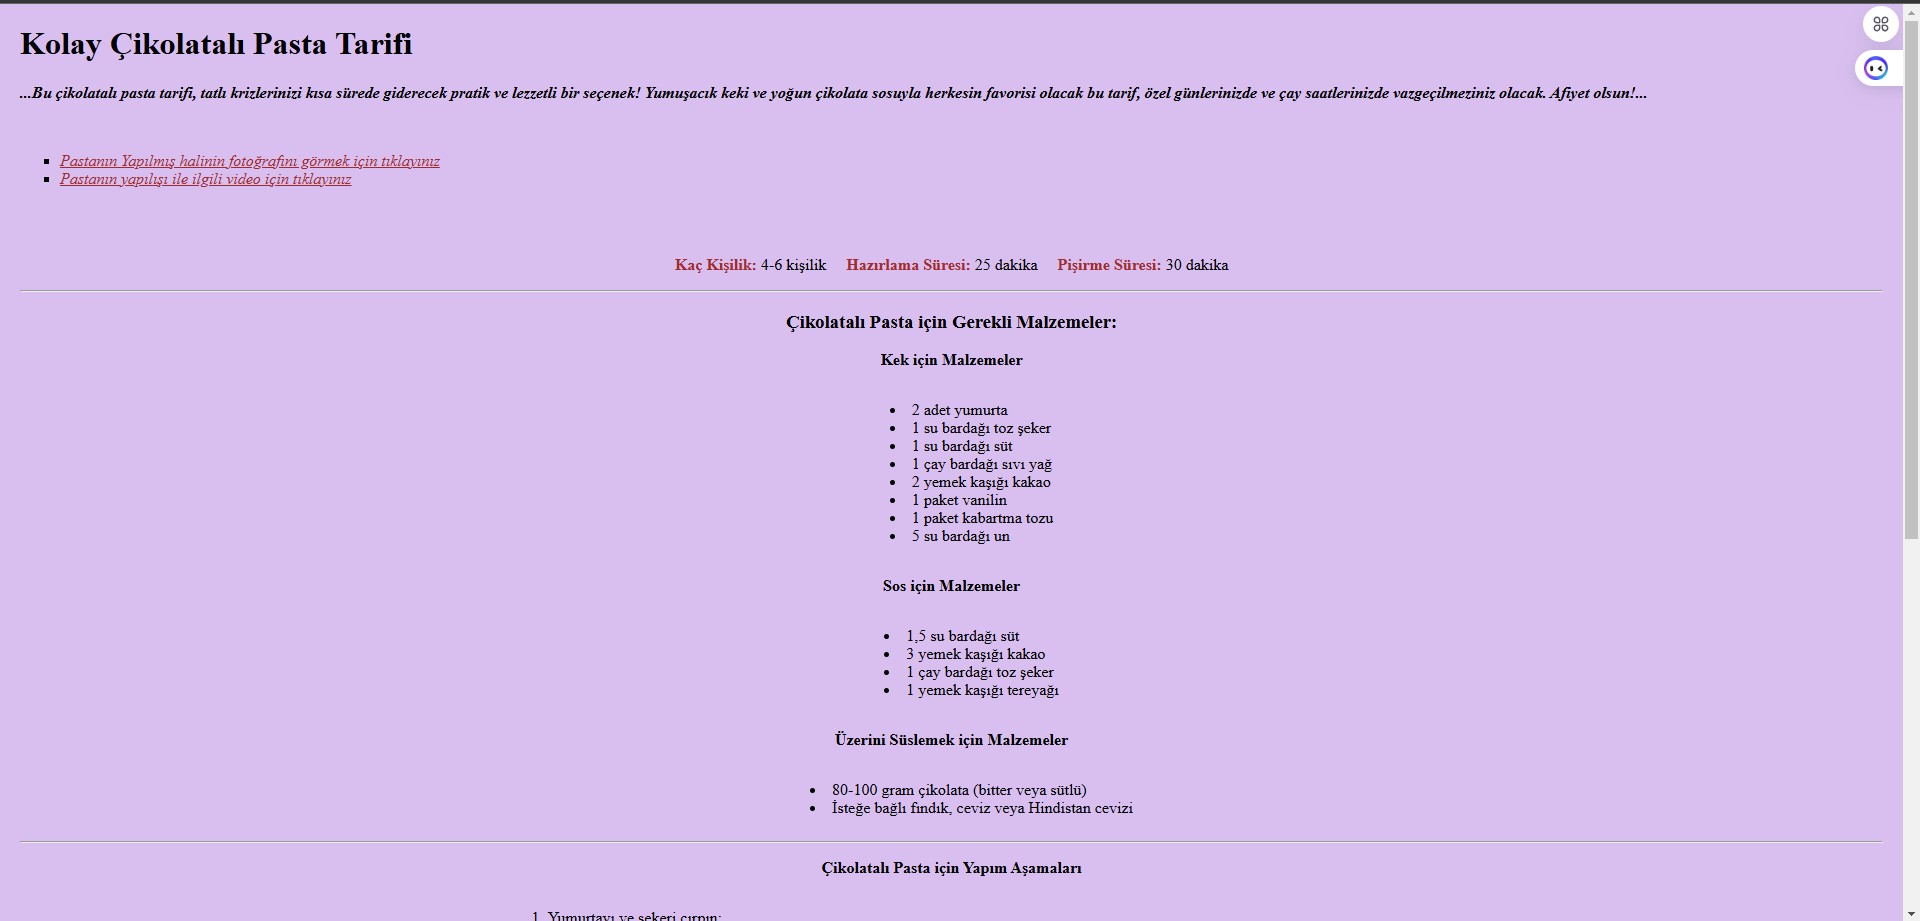 Kolay Çikolatalı Pasta Tarifi
...Bu çikolatalı pasta tarifi, tatlı krizlerinizi kısa sürede giderecek pratik ve lezzetli bir seçenek! Yumuşacık keki ve yoğun çikolata sosuyla herkesin favorisi olacak bu tarif, özel günlerinizde ve çay saatlerinizde vazgeçilmeziniz olacak. Afiyet olsun!...
Pastanın Yapılmış halinin fotoğrafını görmek için tıklayınız
Pastanın yapılışı ile ilgili video için tıklayınız
Kaç Kişilik: 4-6 kişilik Hazırlama Süresi: 25 dakika Pişirme Süresi: 30 dakika
Çikolatalı Pasta için Gerekli Malzemeler:
Kek için Malzemeler
2 adet yumurta
1 su bardağı toz şeker
1 su bardağı süt
1 çay bardağı sıvı yağ
2 yemek kaşığı kakao
1 paket vanilin
1 paket kabartma tozu
5 su bardağı un
Sos için Malzemeler
1,5 su bardağı süt
3 yemek kaşığı kakao
1 çay bardağı toz şeker
1 yemek kaşığı tereyağı
Üzerini Süslemek için Malzemeler
80-100 gram çikolata (bitter veya sütlü)
İsteğe bağlı fındık, ceviz veya Hindistan cevizi
Çikolatalı Pasta için Yapım Aşamaları
1. Yumurtayı ve şekeri çırpın: